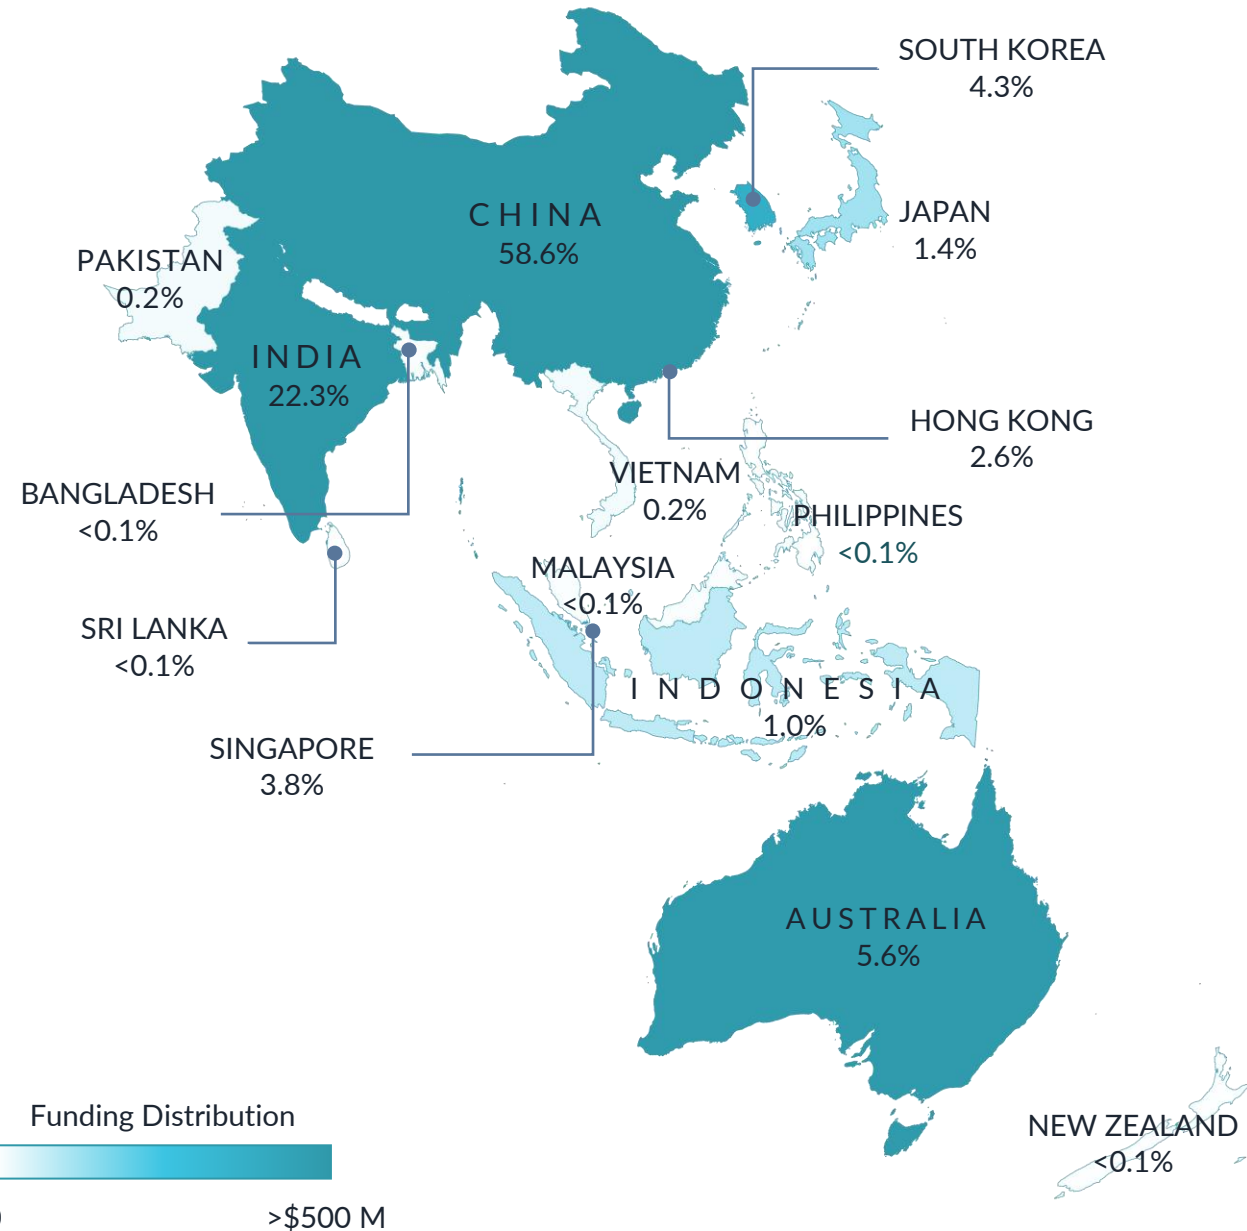 SOUTH KOREA
4.3%
CHINA
58.6%
JAPAN
1.4%
PAKISTAN
0.2%
INDIA
22.3%
HONG KONG
2.6%
VIETNAM
0.2%
BANGLADESH
<0.1%
PHILIPPINES
<0.1%
MALAYSIA
<0.1%
SRI LANKA
<0.1%
INDONESIA
1.0%
SINGAPORE
3.8%
AUSTRALIA
5.6%
Funding Distribution
>$500 M
NEW ZEALAND
<0.1%